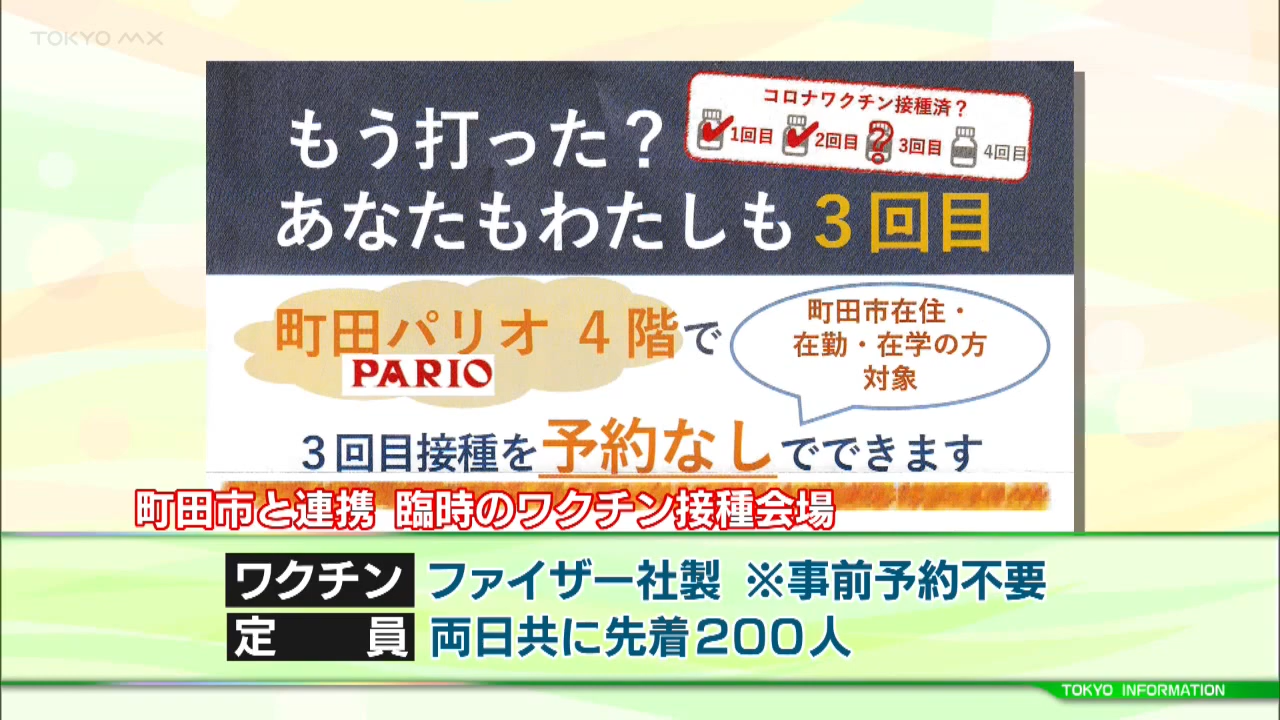 TOKYO MX
もう打った？
コロナワクチン接種済？
1回目 2回目 3回目 4回目
あなたもわたしも３回目
町田パリオ ４階で
PARIO
町田市在住・
在勤・在学の方
対象
３回目接種を予約なしでできます
町田市と連携 臨時のワクチン接種会場
ワクチン ファイザー社製 ※事前予約不要
定員 両日共に先着200人
TOKYO INFORMATION